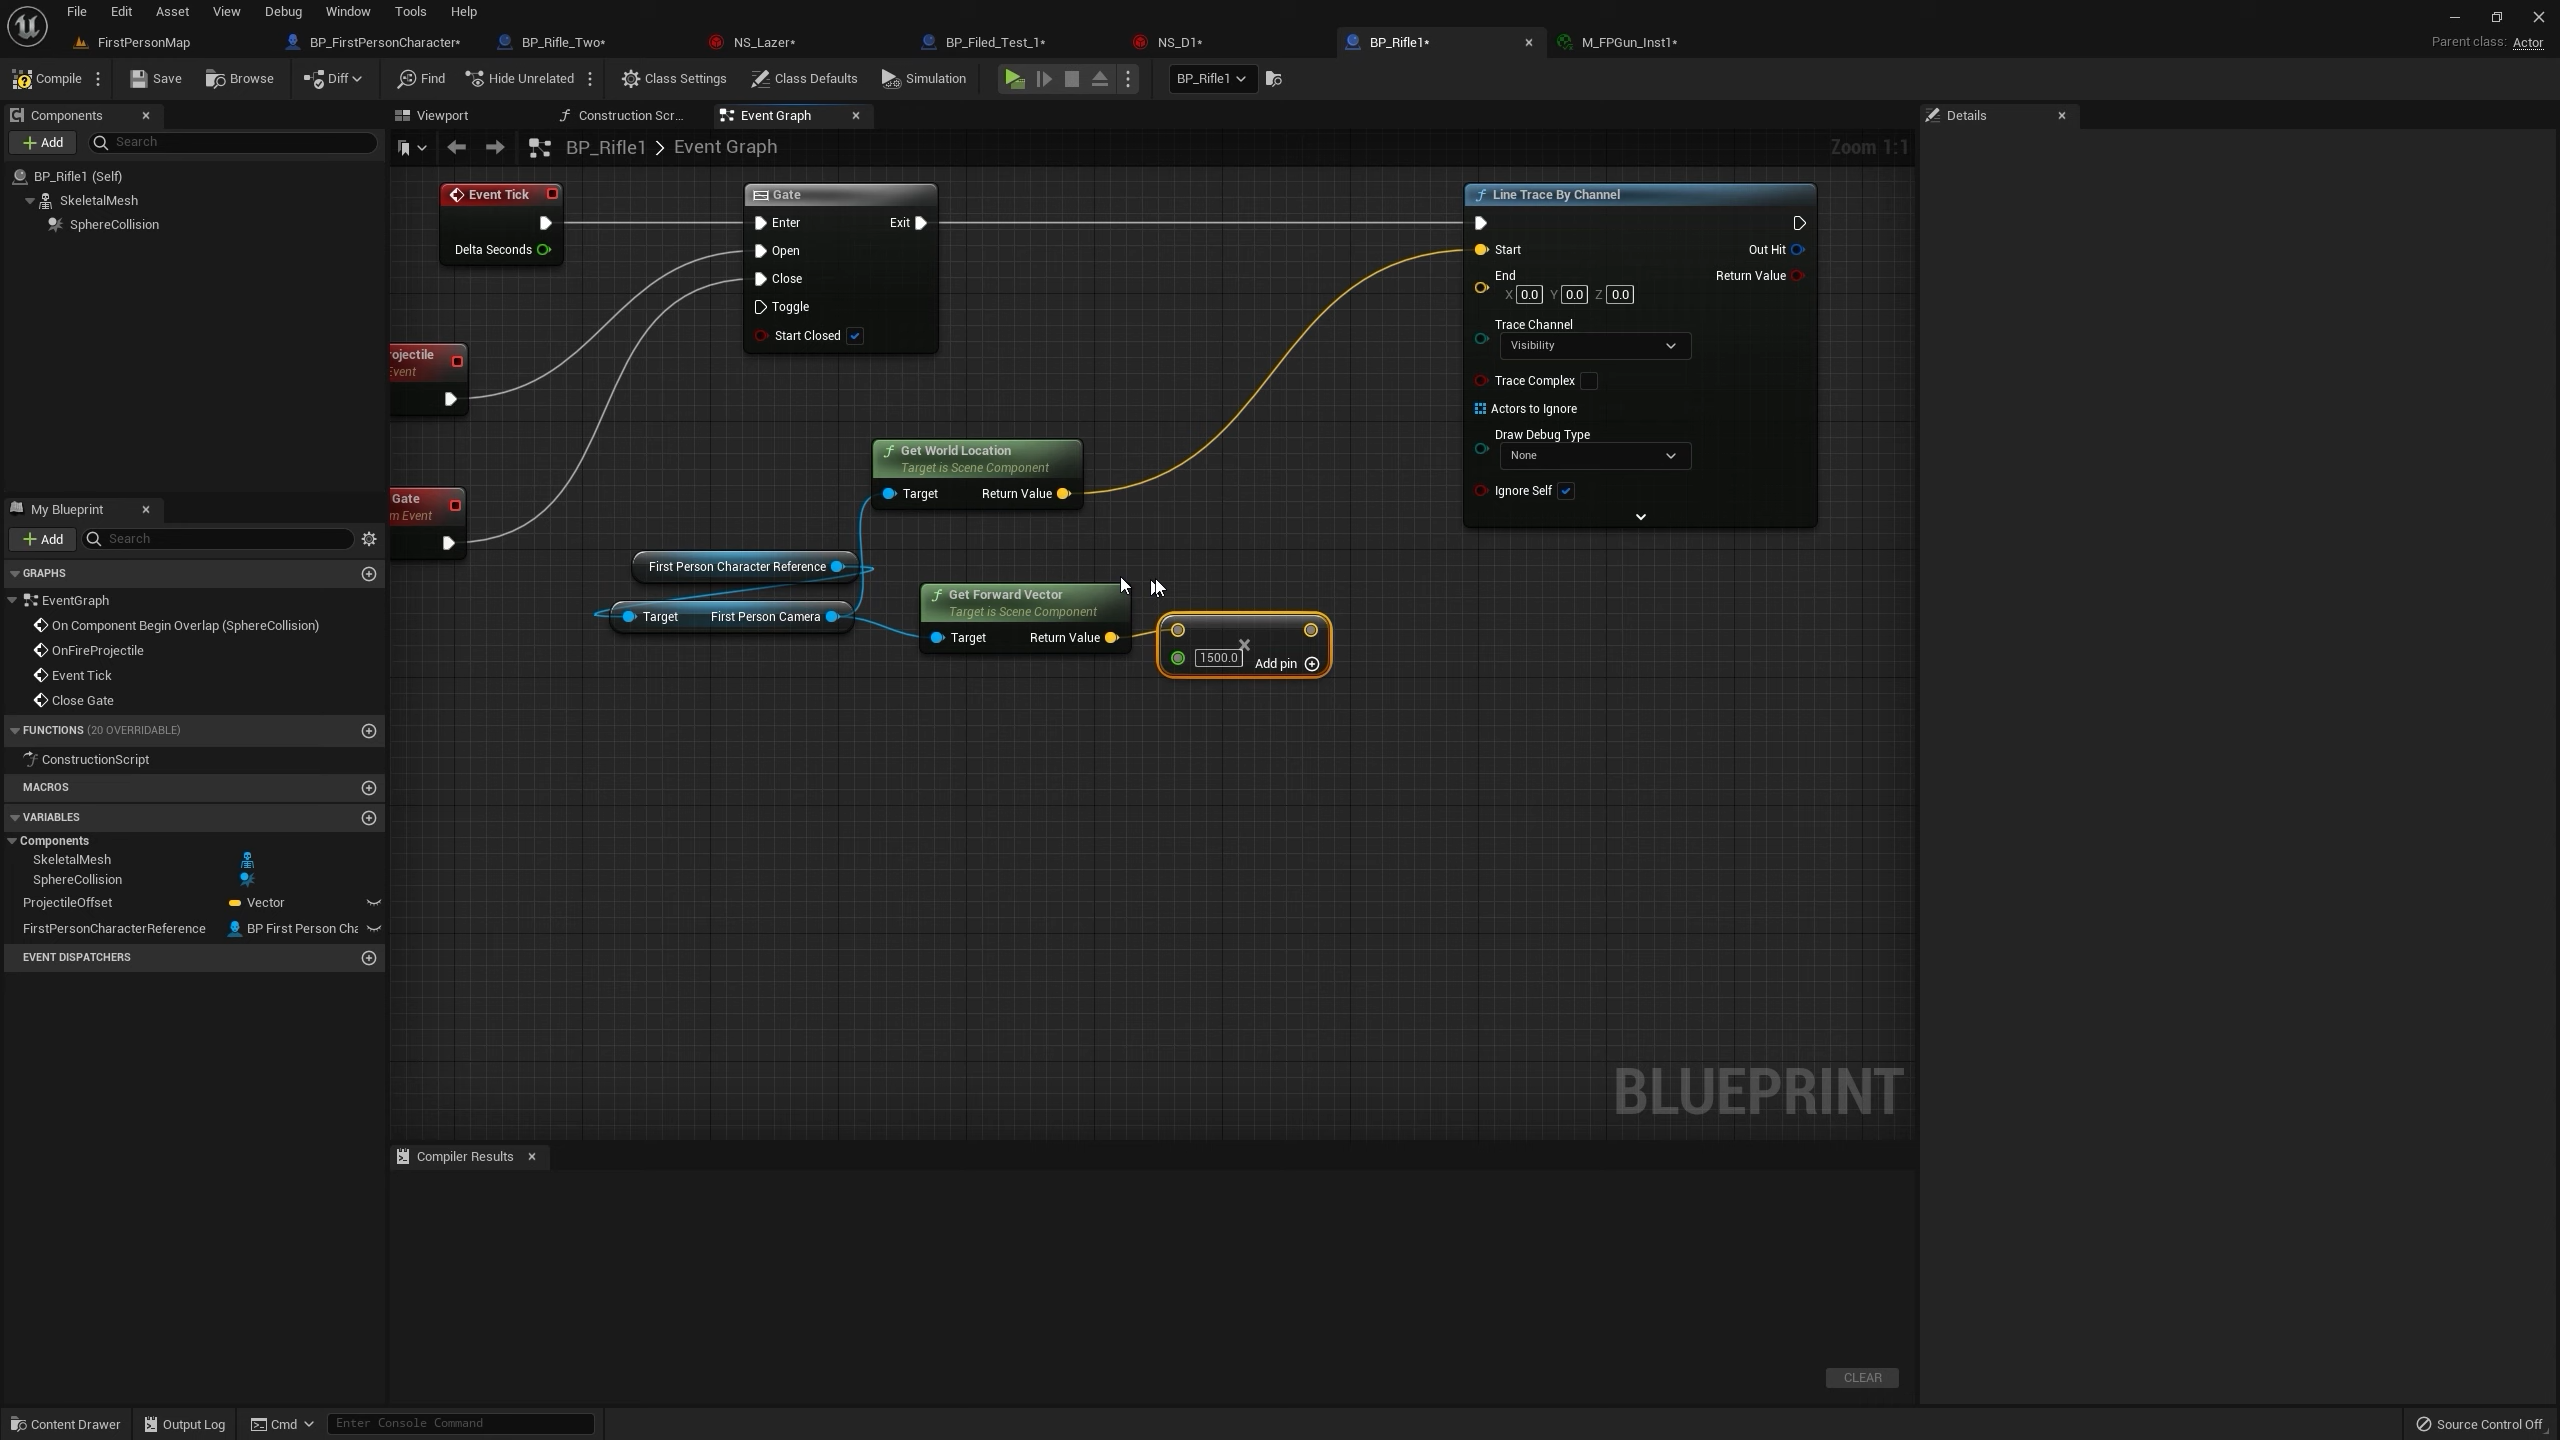 File Edit Asset View Debug Window Tools Help
FirstPersonMap BP_FirstPersonCharacter* BP_Rifle_Two* NS_Lazer* BP_Filed_Test_1* NS_D1* BP_Rifle1* M_FPGun_Inst1*
Parent class: Actor
Compile Save Browse Diff Find Hide Unrelated Class Settings Class Defaults Simulation BP_Rifle1
Components
Add Search
BP_Rifle1 (Self)
SkeletalMesh
SphereCollision
My Blueprint
Add Search
GRAPHS
EventGraph
On Component Begin Overlap (SphereCollision)
OnFireProjectile
Event Tick
Close Gate
FUNCTIONS (20 OVERRIDABLE)
ConstructionScript
MACROS
VARIABLES
Components
SkeletalMesh
SphereCollision
ProjectileOffset Vector
FirstPersonCharacterReference BP First Person Cha
EVENT DISPATCHERS
Viewport Construction Scr... Event Graph
BP_Rifle1 > Event Graph
Zoom 1:1
Event Tick
Delta Seconds
Gate
Enter Exit
Open
Close
Toggle
Start Closed
rojectile
Event
Gate
m Event
Get World Location
Target is Scene Component
Target Return Value
First Person Character Reference
Target First Person Camera
Get Forward Vector
Target is Scene Component
Target Return Value
1500.0 Add pin
Line Trace By Channel
Start Out Hit
End Return Value
X 0.0 Y 0.0 Z 0.0
Trace Channel
Visibility
Trace Complex
Actors to Ignore
Draw Debug Type
None
Ignore Self
BLUEPRINT
Details
Compiler Results
CLEAR
Content Drawer Output Log Cmd Enter Console Command Source Control Off